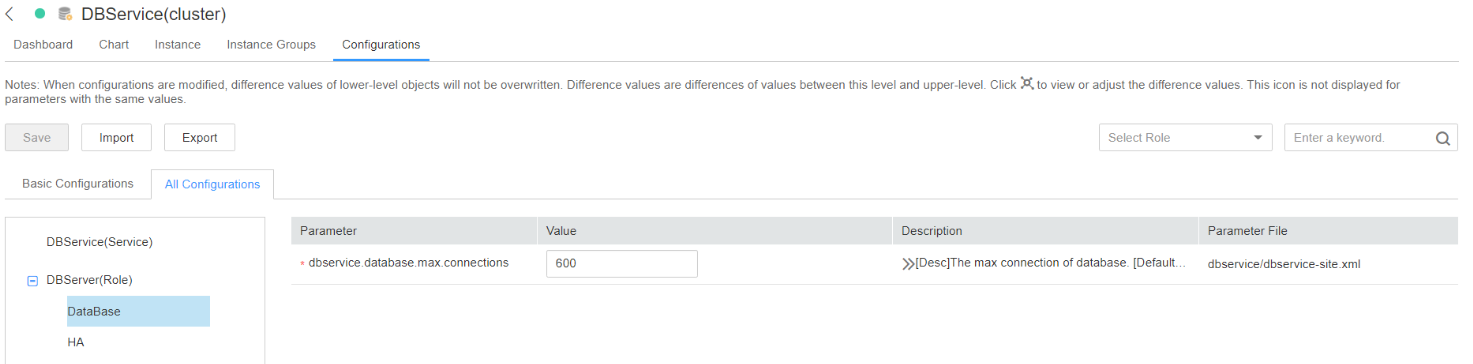 DBService(cluster)
Dashboard Chart Instance Instance Groups Configurations
Notes: When configurations are modified, difference values of lower-level objects will not be overwritten. Difference values are differences of values between this level and upper-level. Click to view or adjust the difference values. This icon is not displayed for
parameters with the same values.
Save Import Export Select Role Enter a keyword.
Basic Configurations All Configurations
DBService(Service)
DBServer(Role)
DataBase
HA
Parameter Value Description Parameter File
* dbservice.database.max.connections 600 [Desc]The max connection of database. [Default... dbservice/dbservice-site.xml